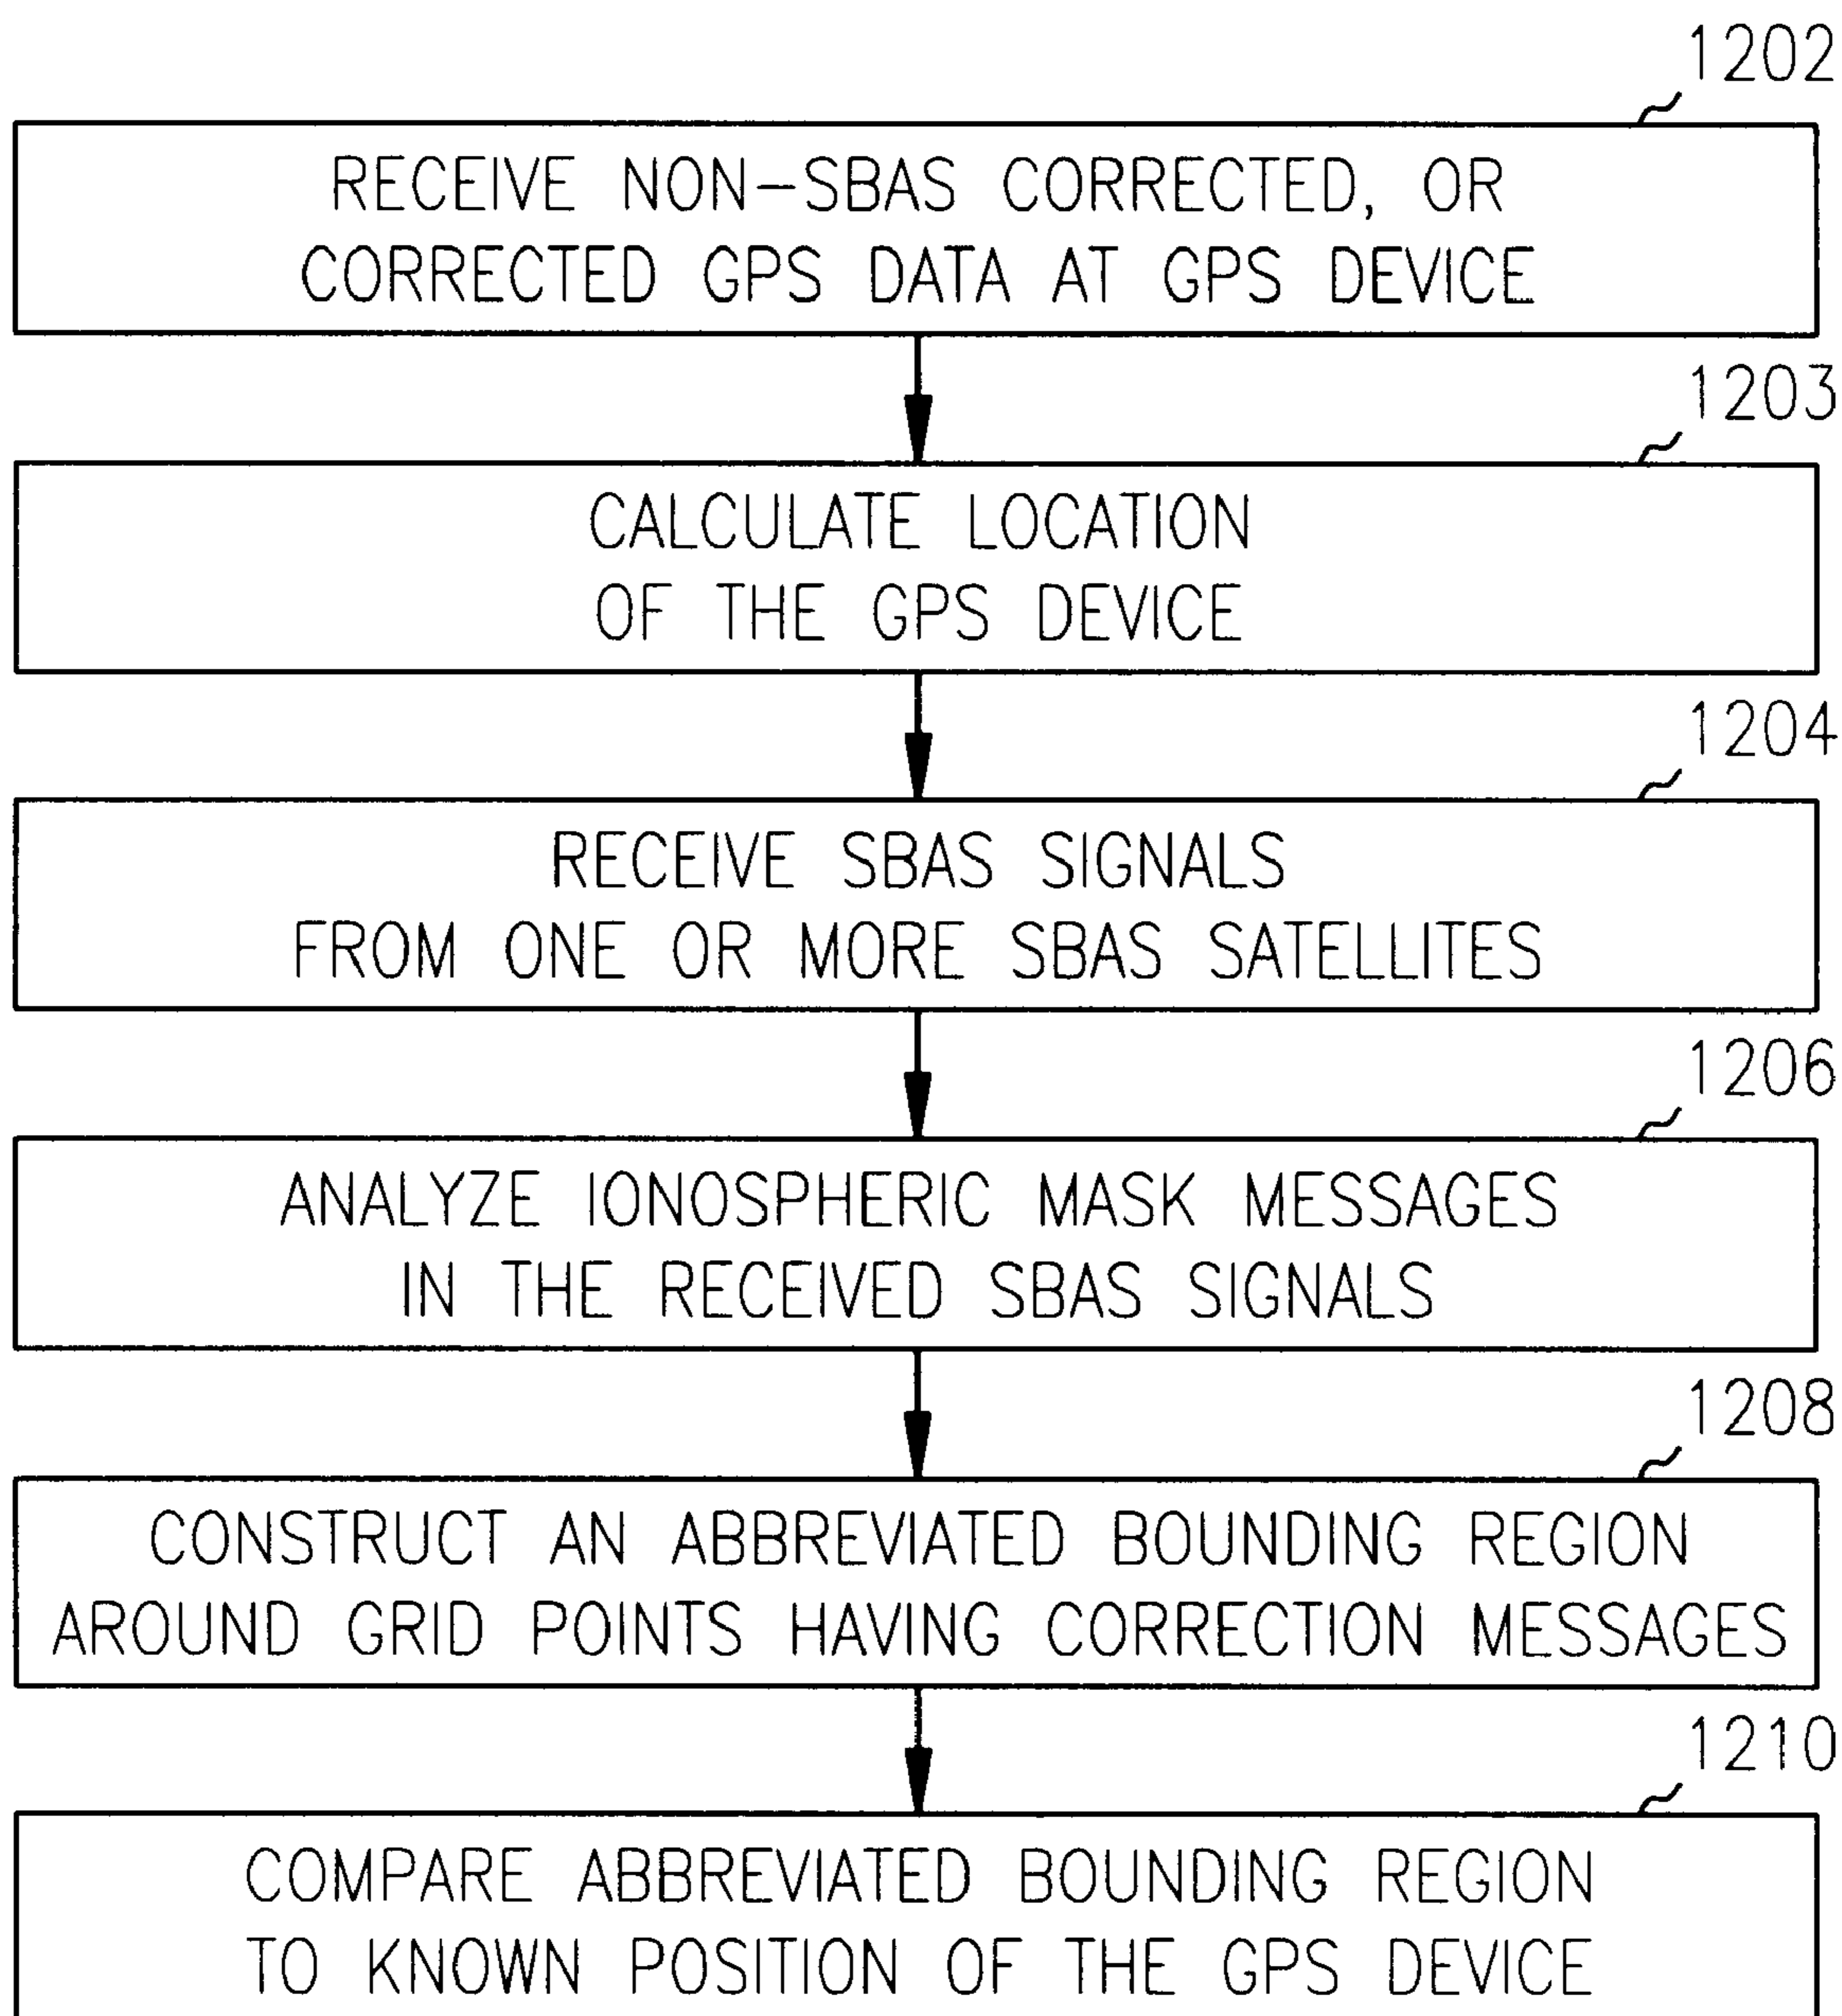 1202
RECEIVE NON-SBAS CORRECTED, OR
CORRECTED GPS DATA AT GPS DEVICE
1203
CALCULATE LOCATION
OF THE GPS DEVICE
1204
RECEIVE SBAS SIGNALS
FROM ONE OR MORE SBAS SATELLITES
1206
ANALYZE IONOSPHERIC MASK MESSAGES
IN THE RECEIVED SBAS SIGNALS
1208
CONSTRUCT AN ABBREVIATED BOUNDING REGION
AROUND GRID POINTS HAVING CORRECTION MESSAGES
1210
COMPARE ABBREVIATED BOUNDING REGION
TO KNOWN POSITION OF THE GPS DEVICE